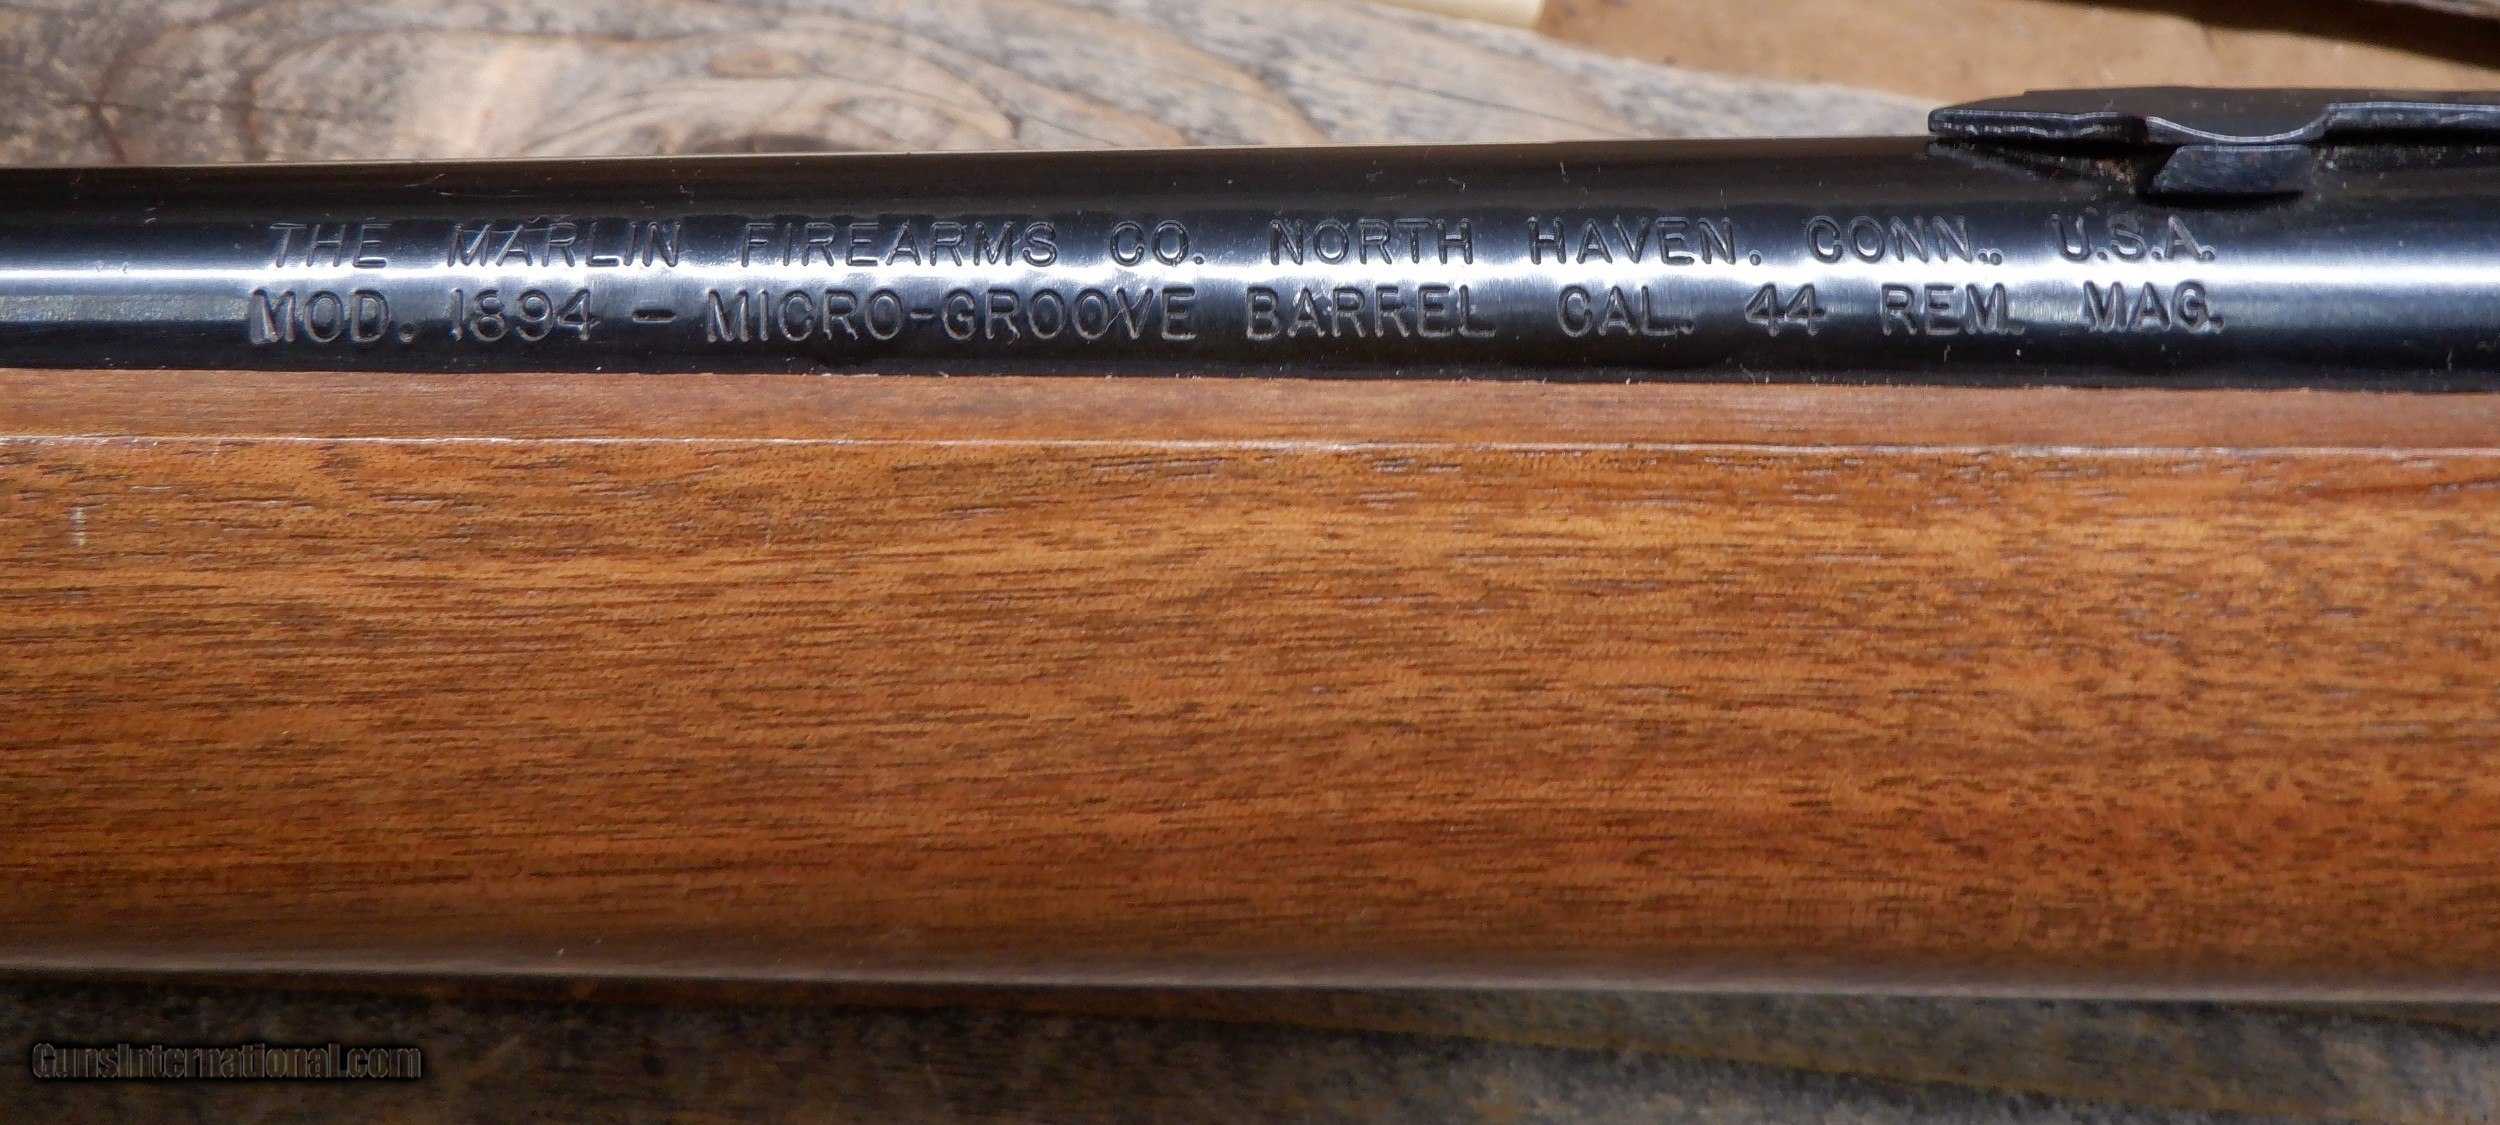 THE MARLIN FIREARMS CO. NORTH HAVEN. CONN., U.S.A.
MOD. 1894 - MICRO-GROOVE BARREL CAL. 44 REM. MAG.
GunsInternational.com